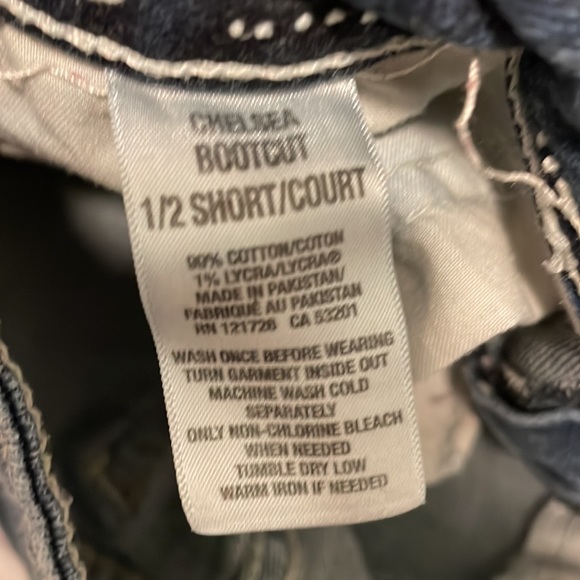 CHELSEA
BOOTCUT
1/2 SHORT/COURT
99% COTTON/COTON
1% LYCRA/LYCRA®
MADE IN PAKISTAN/
FABRIQUÉ AU PAKISTAN
RN 121726 CA 53201
WASH ONCE BEFORE WEARING
TURN GARMENT INSIDE OUT
MACHINE WASH COLD
SEPARATELY
ONLY NON-CHLORINE BLEACH
WHEN NEEDED
TUMBLE DRY LOW
WARM IRON IF NEEDED